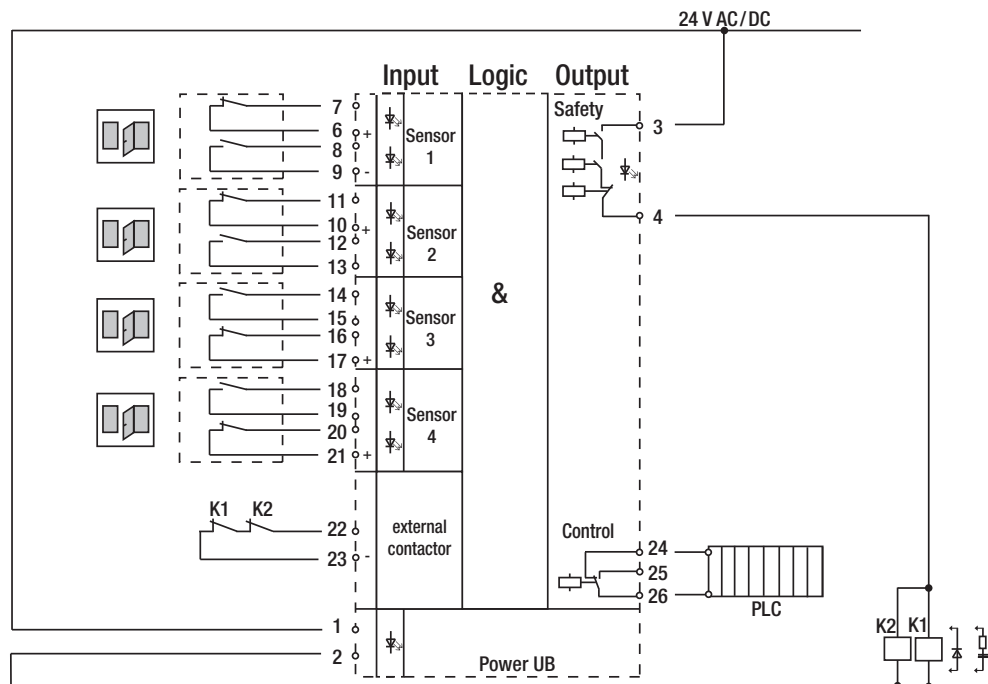 24 V AC/DC
Input Logic Output
Safety
7
6 +
8
9 -
Sensor
1
3
4
11
10 +
12
13
Sensor
2
14
15
16
17 +
Sensor
3
&
18
19
20
21 +
Sensor
4
K1 K2
22
23 -
external
contactor
Control
24
25
26
PLC
1
2
Power UB
K2 K1